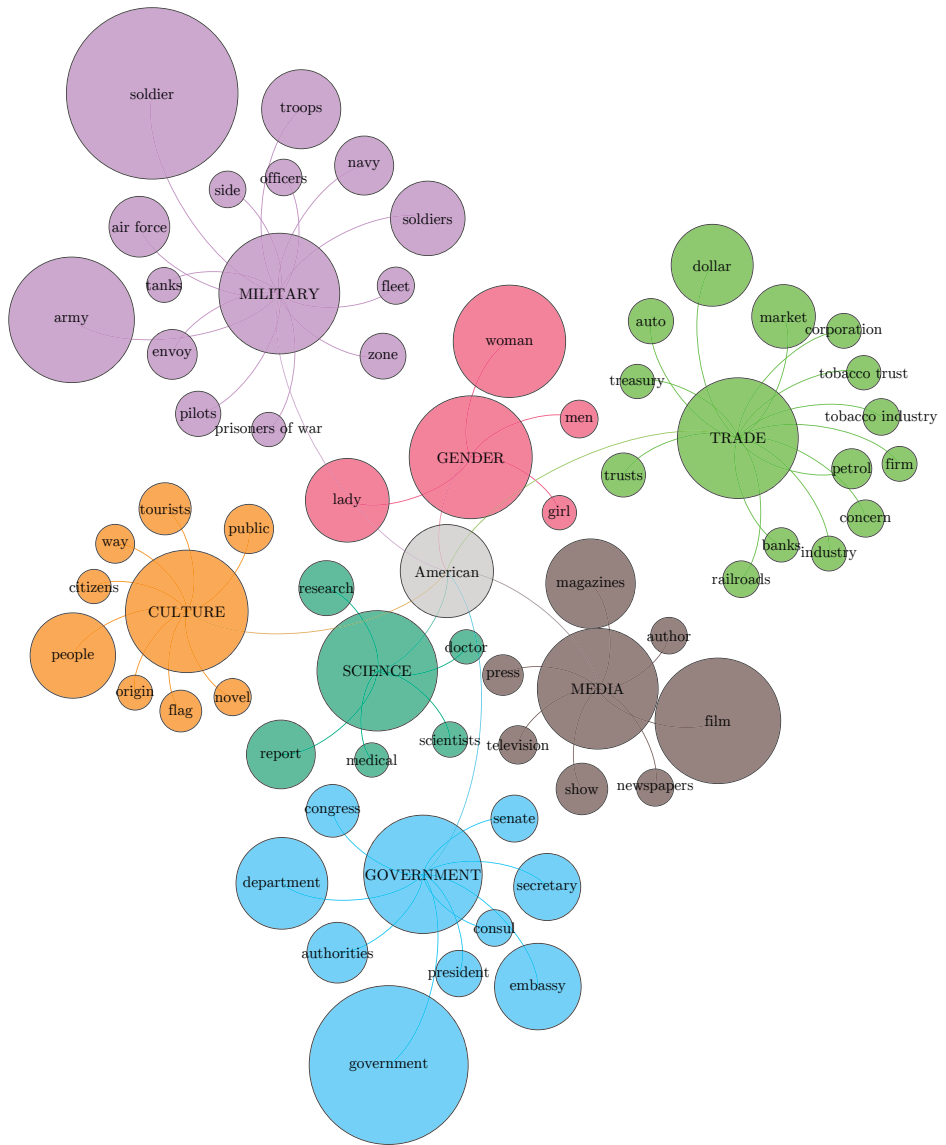 soldier
troops
navy
officers
side
soldiers
air force
tanks
MILITARY
fleet
army
envoy
zone
pilots
prisoners of war
woman
men
GENDER
lady
girl
dollar
market
auto
corporation
treasury
tobacco trust
tobacco industry
TRADE
trusts
petrol
firm
concern
banks
industry
railroads
tourists
public
way
citizens
CULTURE
people
origin
flag
novel
American
research
SCIENCE
doctor
report
medical
scientists
magazines
author
press
MEDIA
film
television
show
newspapers
congress
senate
GOVERNMENT
department
secretary
consul
authorities
president
embassy
government